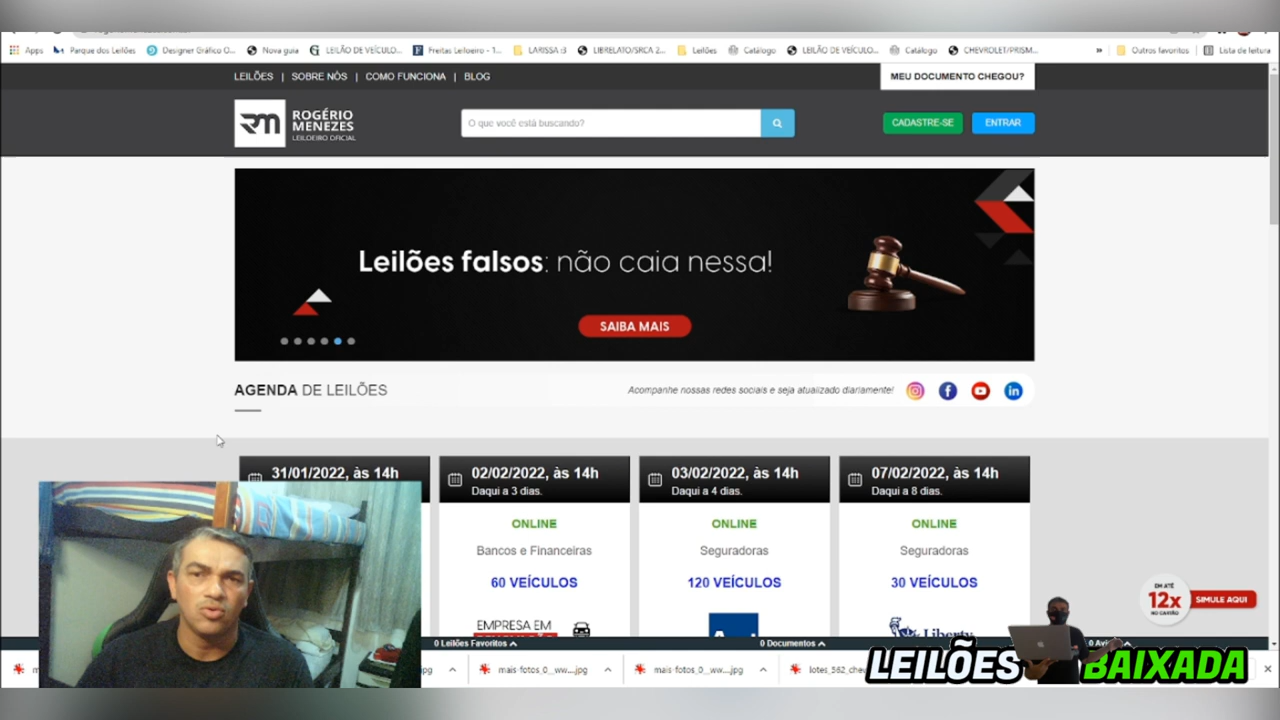 Apps Parque dos Leilões Designer Gráfico O... Nova guia LEILÃO DE VEÍCULO... Freitas Leiloeiro - 1... LARISSA :3 LIBRELATO/SRCA 2... Leilões Catálogo LEILÃO DE VEÍCULO... Catálogo CHEVROLET/PRISM... » Outros favoritos Lista de leitura
LEILÕES | SOBRE NÓS | COMO FUNCIONA | BLOG
MEU DOCUMENTO CHEGOU?
RM ROGÉRIO
MENEZES
LEILOEIRO OFICIAL
O que você está buscando?
CADASTRE-SE ENTRAR
Leilões falsos: não caia nessa!
SAIBA MAIS
AGENDA DE LEILÕES
Acompanhe nossas redes sociais e seja atualizado diariamente!
31/01/2022, às 14h
02/02/2022, às 14h
Daqui a 3 dias.
ONLINE
Bancos e Financeiras
60 VEÍCULOS
EMPRESA EM
03/02/2022, às 14h
Daqui a 4 dias.
ONLINE
Seguradoras
120 VEÍCULOS
07/02/2022, às 14h
Daqui a 8 dias.
ONLINE
Seguradoras
30 VEÍCULOS
Liberty
EM ATÉ
12x
NO CARTÃO
SIMULE AQUI
0 Leilões Favoritos 0 Documentos
mais-fotos_0_ww....jpg mais-fotos_0_ww....jpg
LEILÕES BAIXADA